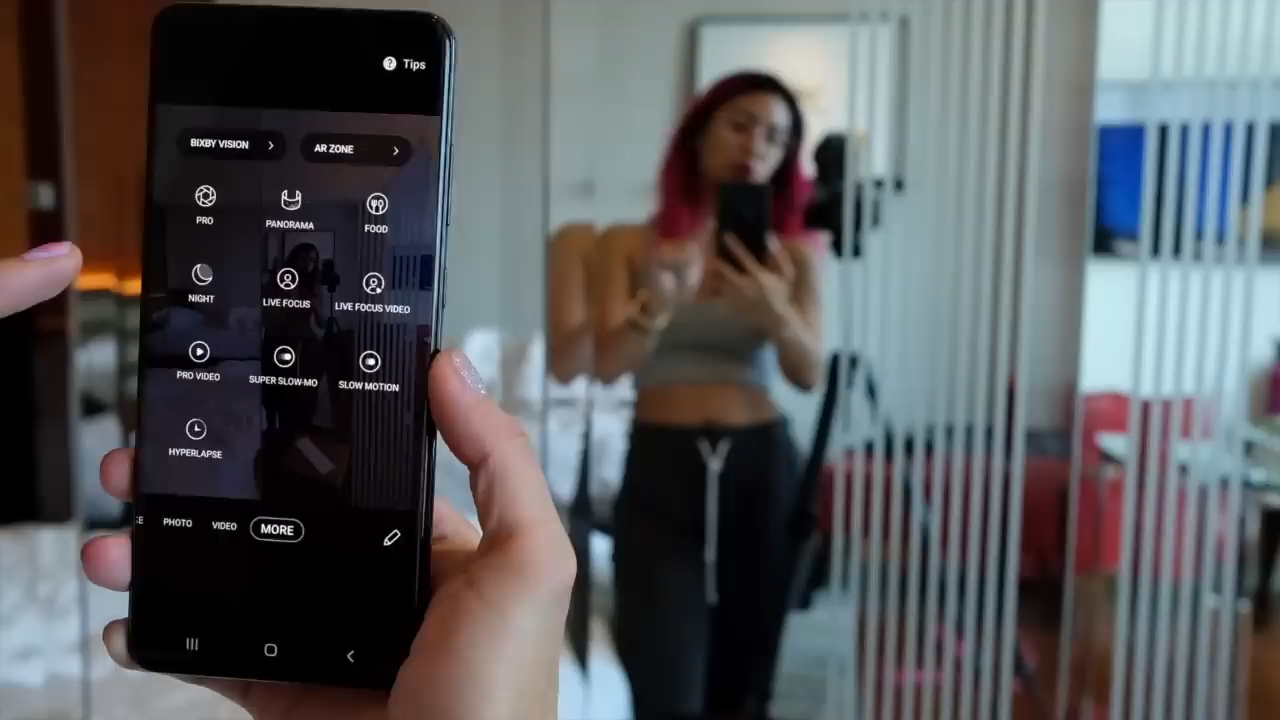 Tips
BIXBY VISION
AR ZONE
PRO
PANORAMA
FOOD
NIGHT
LIVE FOCUS
LIVE FOCUS VIDEO
PRO VIDEO
SUPER SLOW-MO
SLOW MOTION
HYPERLAPSE
PHOTO VIDEO MORE